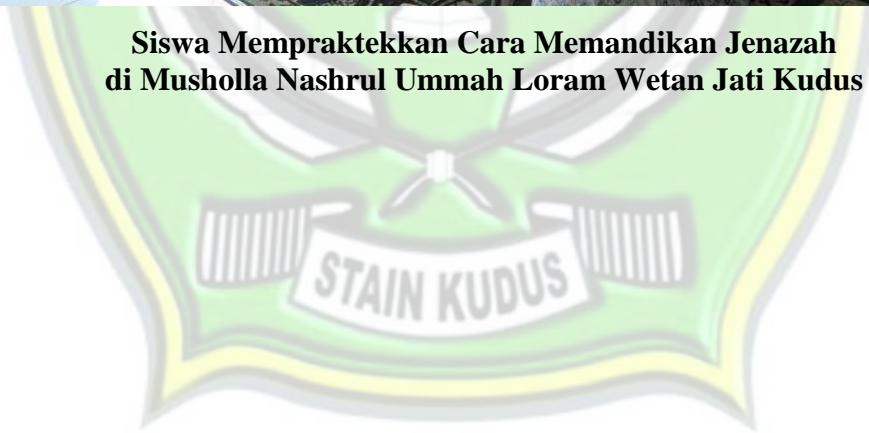 Siswa Mempraktekkan Cara Memandikan Jenazah
di Musholla Nashrul Ummah Loram Wetan Jati Kudus
STAIN KUDUS